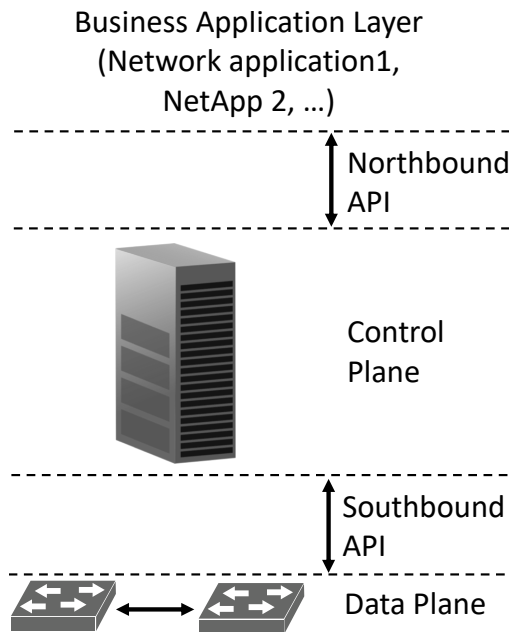 Business Application Layer
(Network application1,
NetApp 2, ...)
Northbound
API
Control
Plane
Southbound
API
Data Plane